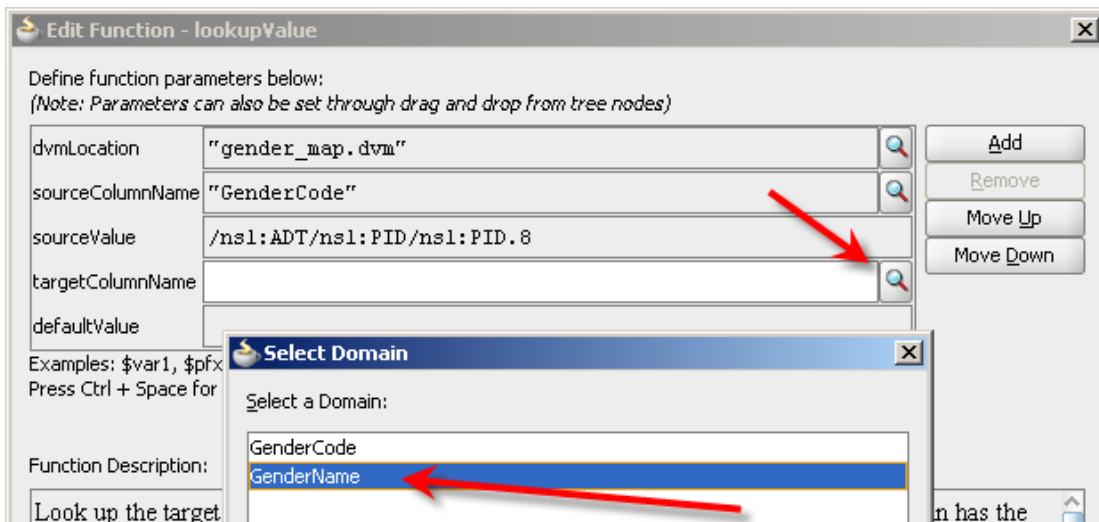 Edit Function - lookupValue
Define function parameters below:
(Note: Parameters can also be set through drag and drop from tree nodes)
dvmLocation "gender_map.dvm" Add
sourceColumnName "GenderCode" Remove
sourceValue /ns1:ADT/ns1:PID/ns1:PID.8 Move Up
targetColumnName Move Down
defaultValue
Examples: $var1, $pfx
Press Ctrl + Space for
Select Domain
Select a Domain:
GenderCode
GenderName
Function Description:
Look up the target n has the